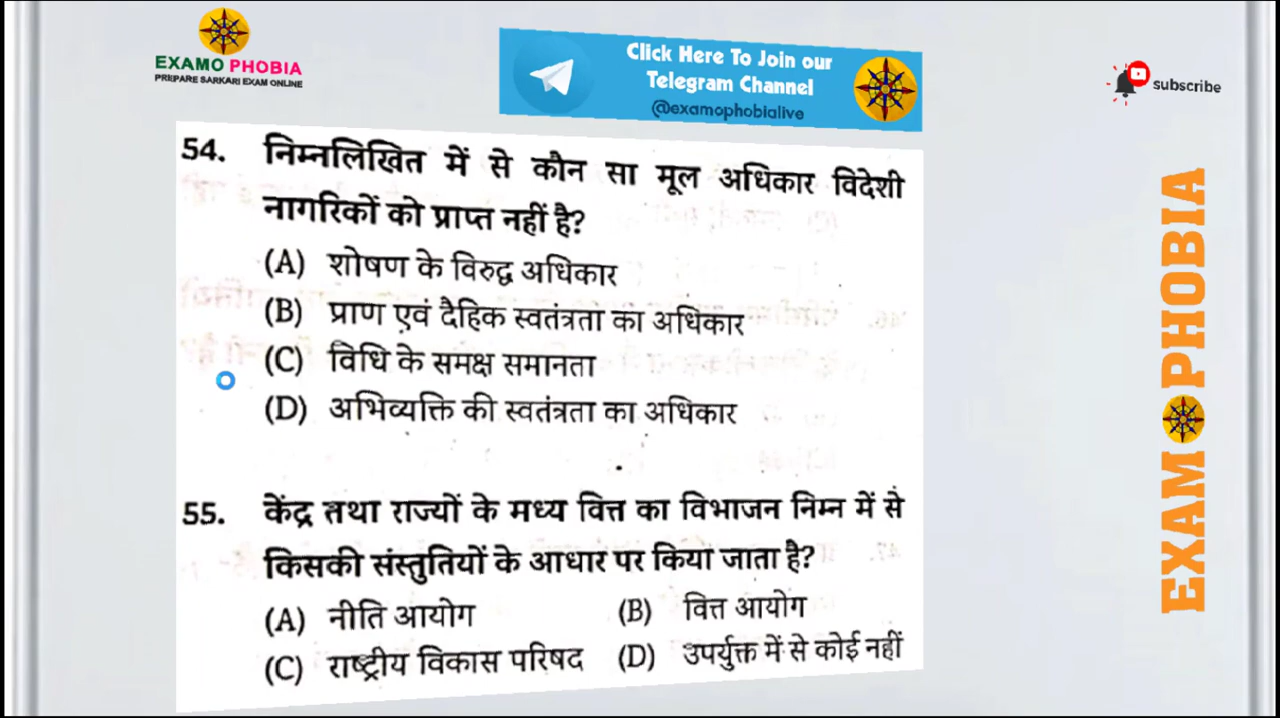 EXAMO PHOBIA
PREPARE SARKARI EXAM ONLINE
Click Here To Join our
Telegram Channel
@examophobialive
subscribe
54. निम्नलिखित में से कौन सा मूल अधिकार विदेशी
नागरिकों को प्राप्त नहीं है?
(A) शोषण के विरुद्ध अधिकार
(B) प्राण एवं दैहिक स्वतंत्रता का अधिकार
(C) विधि के समक्ष समानता
(D) अभिव्यक्ति की स्वतंत्रता का अधिकार
55. केंद्र तथा राज्यों के मध्य वित्त का विभाजन निम्न में से
किसकी संस्तुतियों के आधार पर किया जाता है?
(A) नीति आयोग (B) वित्त आयोग
(C) राष्ट्रीय विकास परिषद (D) उपर्युक्त में से कोई नहीं
EXAMO PHOBIA